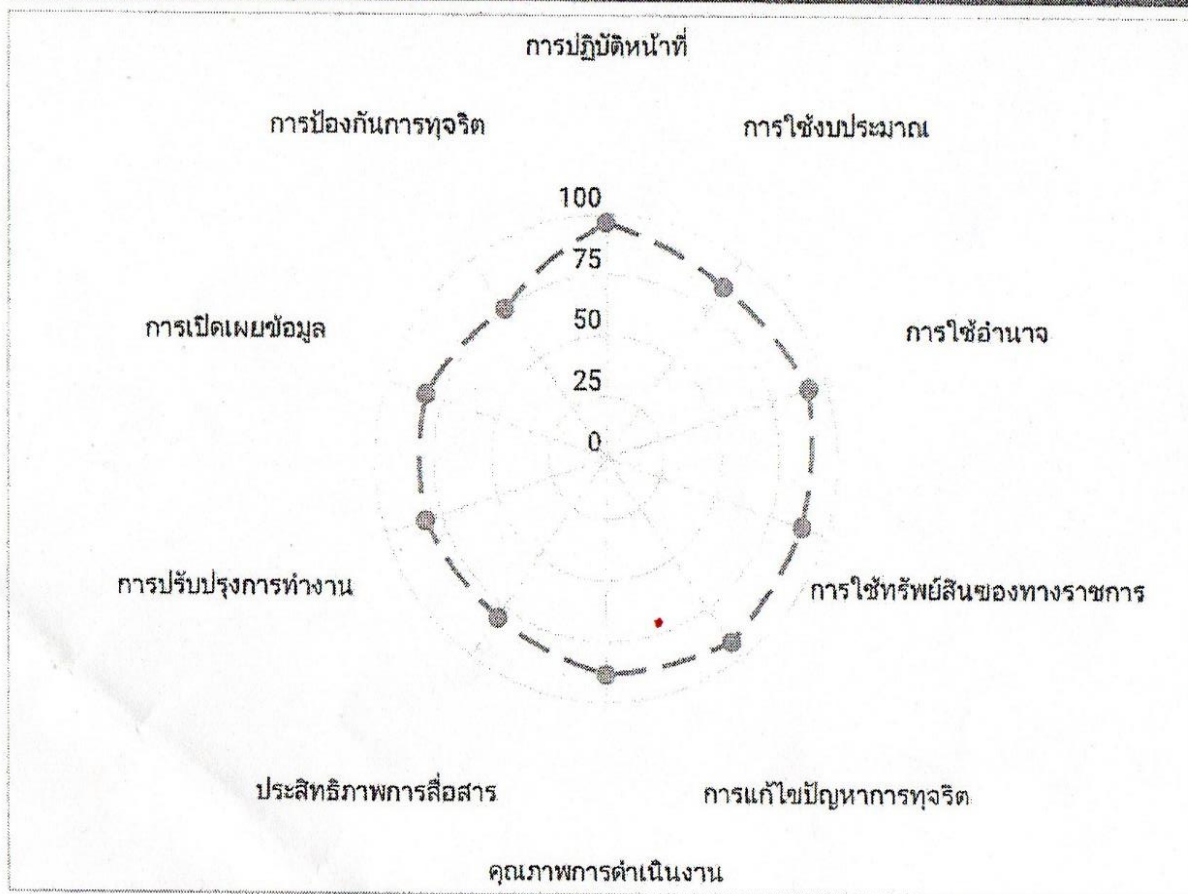 การปฏิบัติหน้าที่
การป้องกันการทุจริต
การใช้งบประมาณ
100
75
การเปิดเผยข้อมูล
50
การใช้อำนาจ
25
0
การปรับปรุงการทำงาน
การใช้ทรัพย์สินของทางราชการ
ประสิทธิภาพการสื่อสาร
การแก้ไขปัญหาการทุจริต
คุณภาพการดำเนินงาน